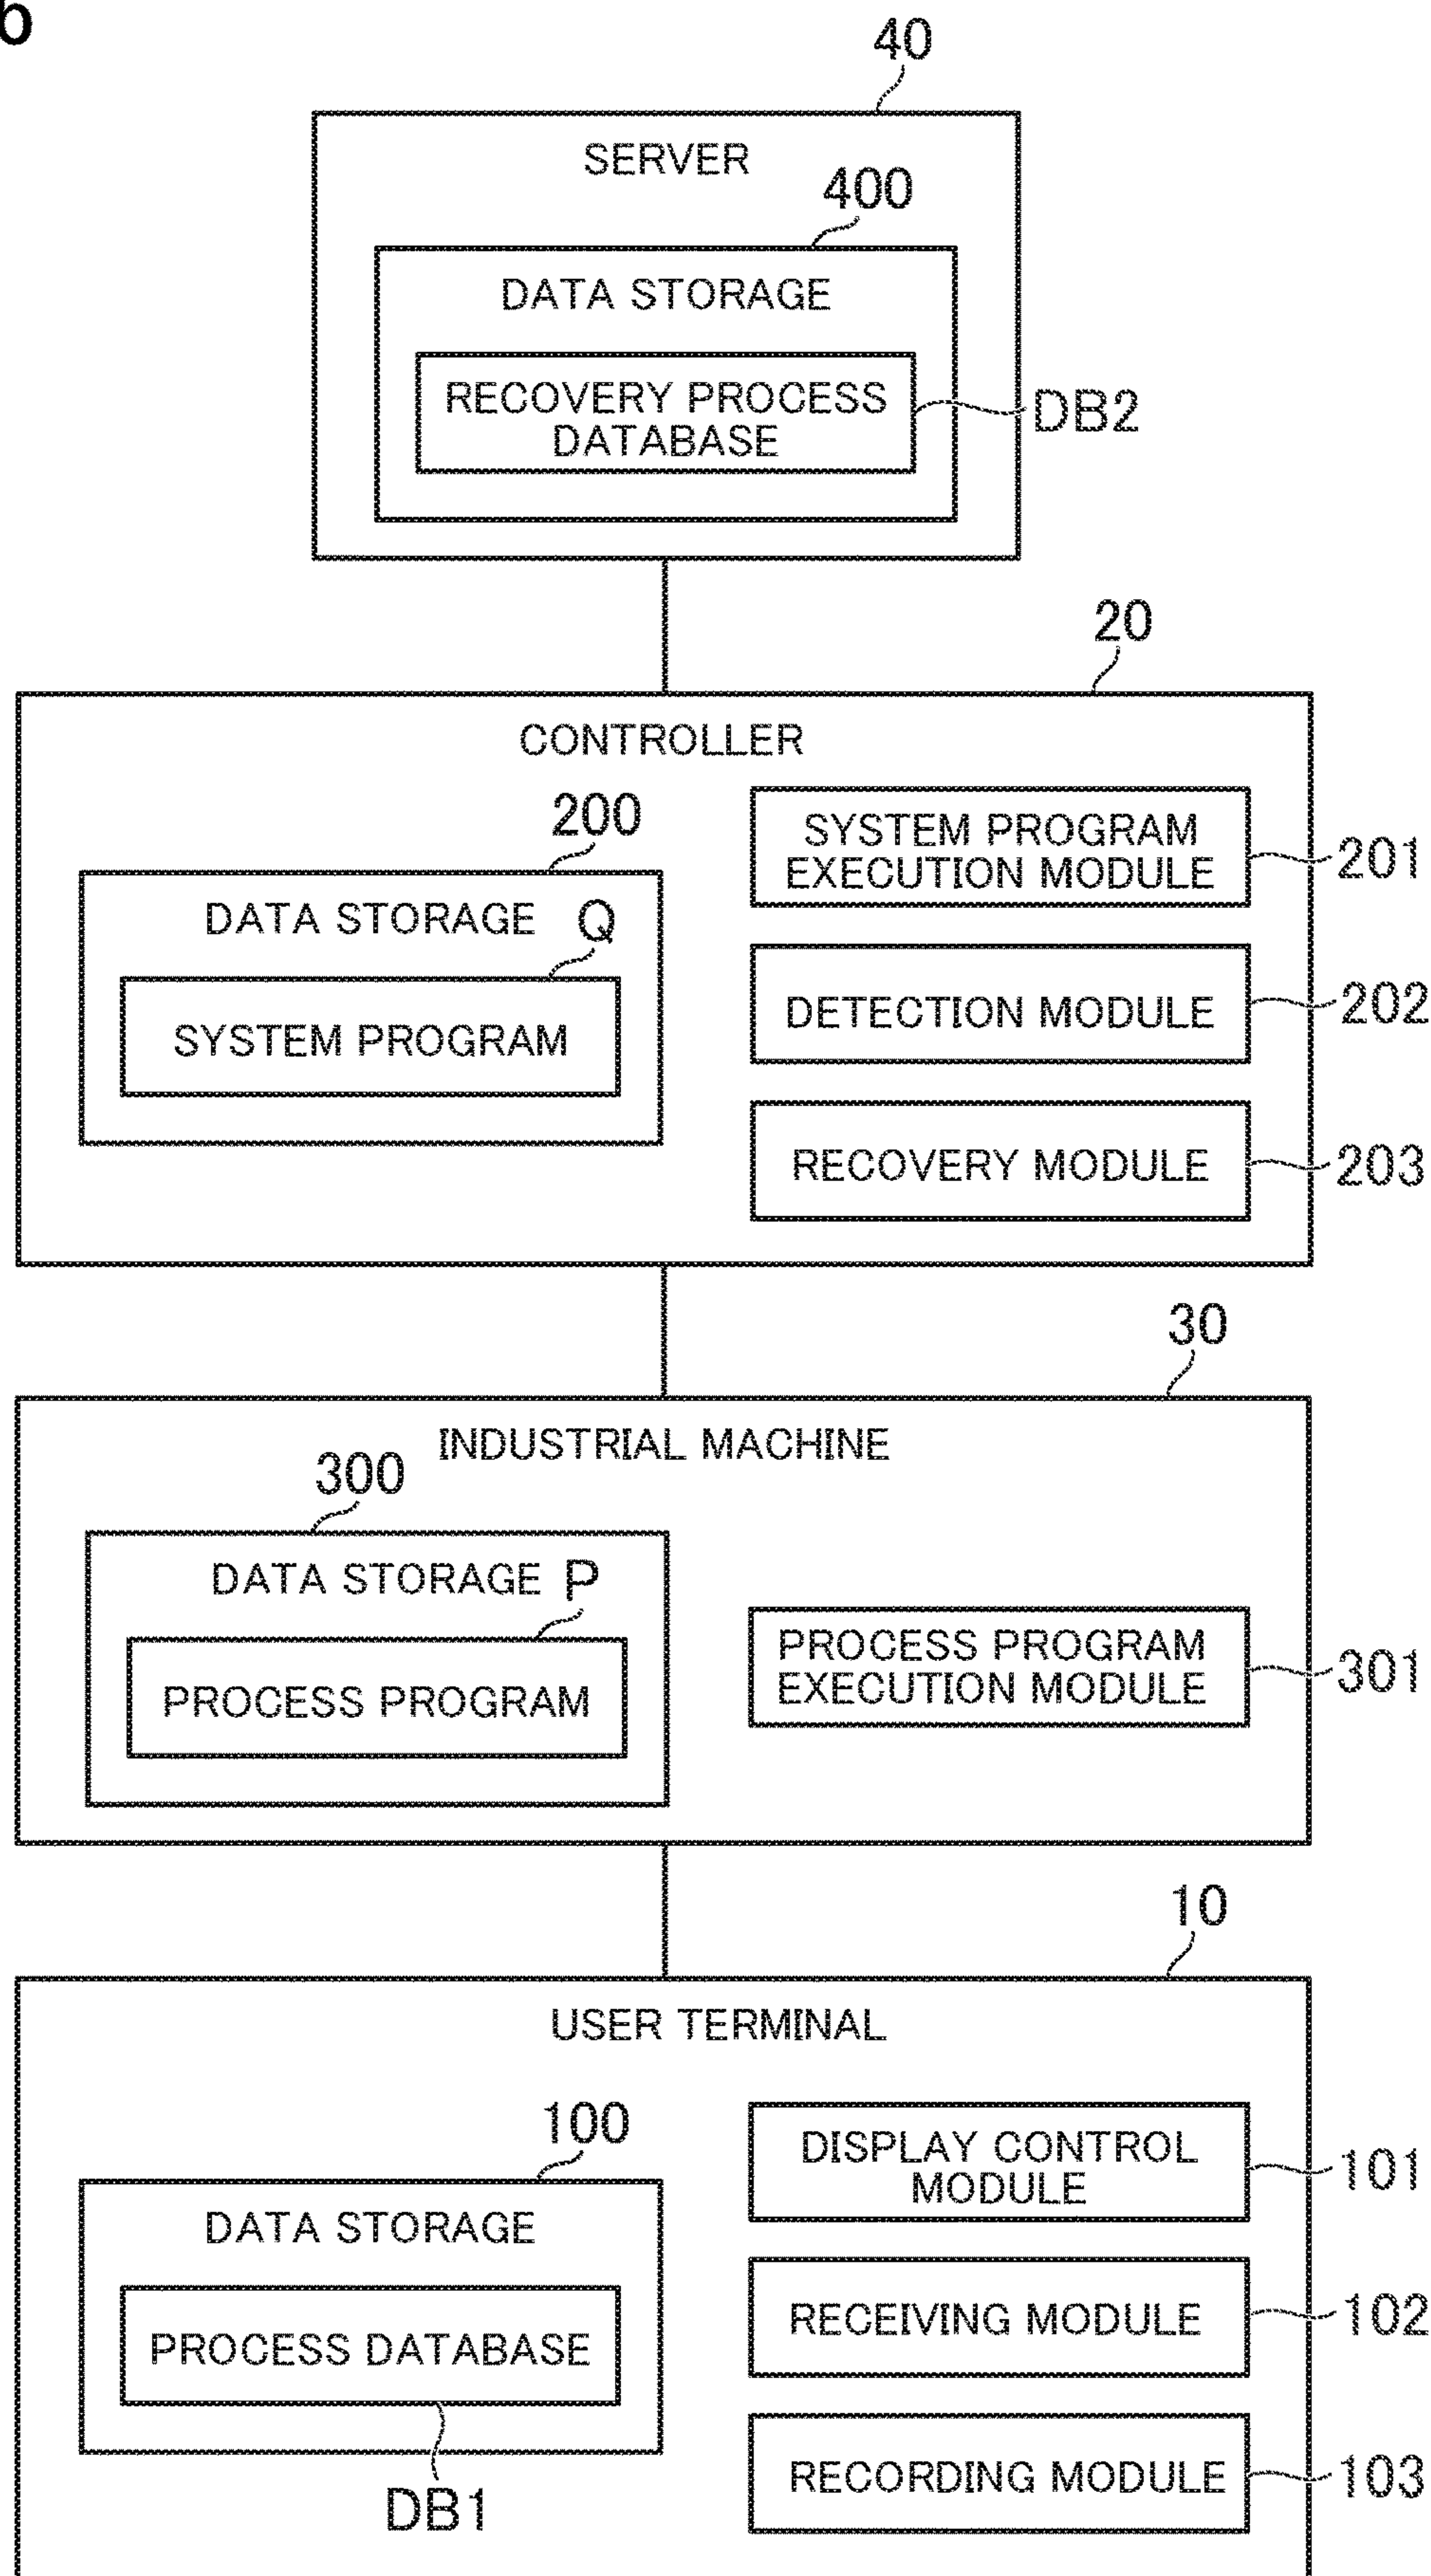 40
SERVER
400
DATA STORAGE
RECOVERY PROCESS
DATABASE
DB2
20
CONTROLLER
200
DATA STORAGE
Q
SYSTEM PROGRAM
SYSTEM PROGRAM
EXECUTION MODULE
201
DETECTION MODULE
202
RECOVERY MODULE
203
30
INDUSTRIAL MACHINE
300
DATA STORAGE
P
PROCESS PROGRAM
PROCESS PROGRAM
EXECUTION MODULE
301
10
USER TERMINAL
100
DATA STORAGE
PROCESS DATABASE
DB1
DISPLAY CONTROL
MODULE
101
RECEIVING MODULE
102
RECORDING MODULE
103